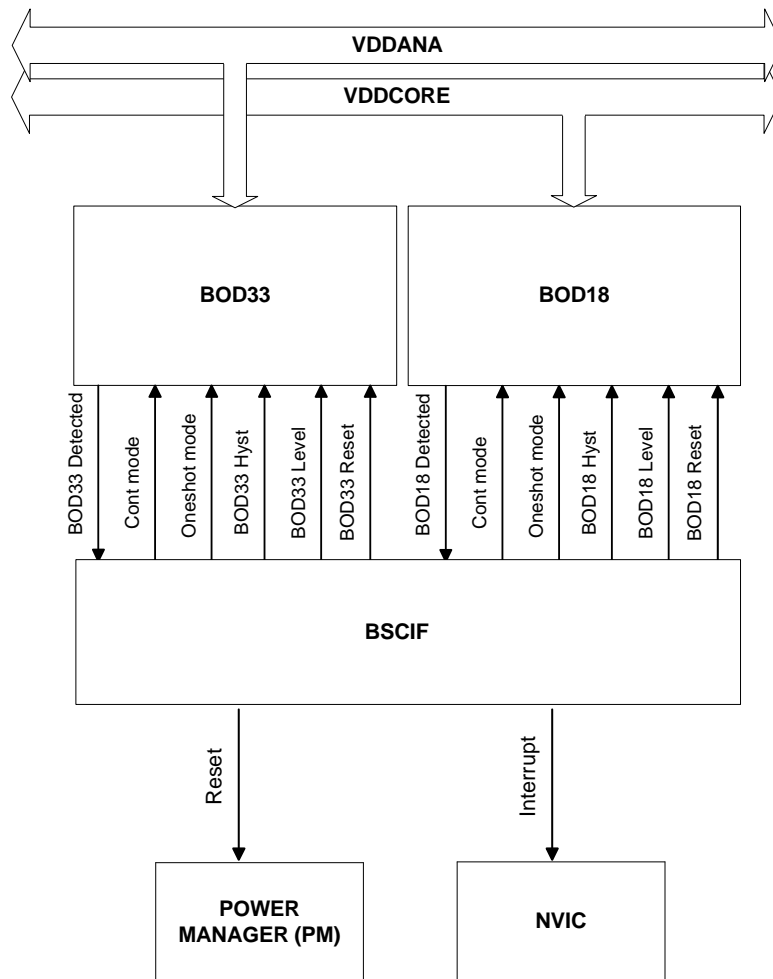 VDDANA
VDDCORE
BOD33
BOD18
BOD33 Detected
Cont mode
Oneshot mode
BOD33 Hyst
BOD33 Level
BOD33 Reset
BOD18 Detected
Cont mode
Oneshot mode
BOD18 Hyst
BOD18 Level
BOD18 Reset
BSCIF
Reset
Interrupt
POWER
MANAGER (PM)
NVIC